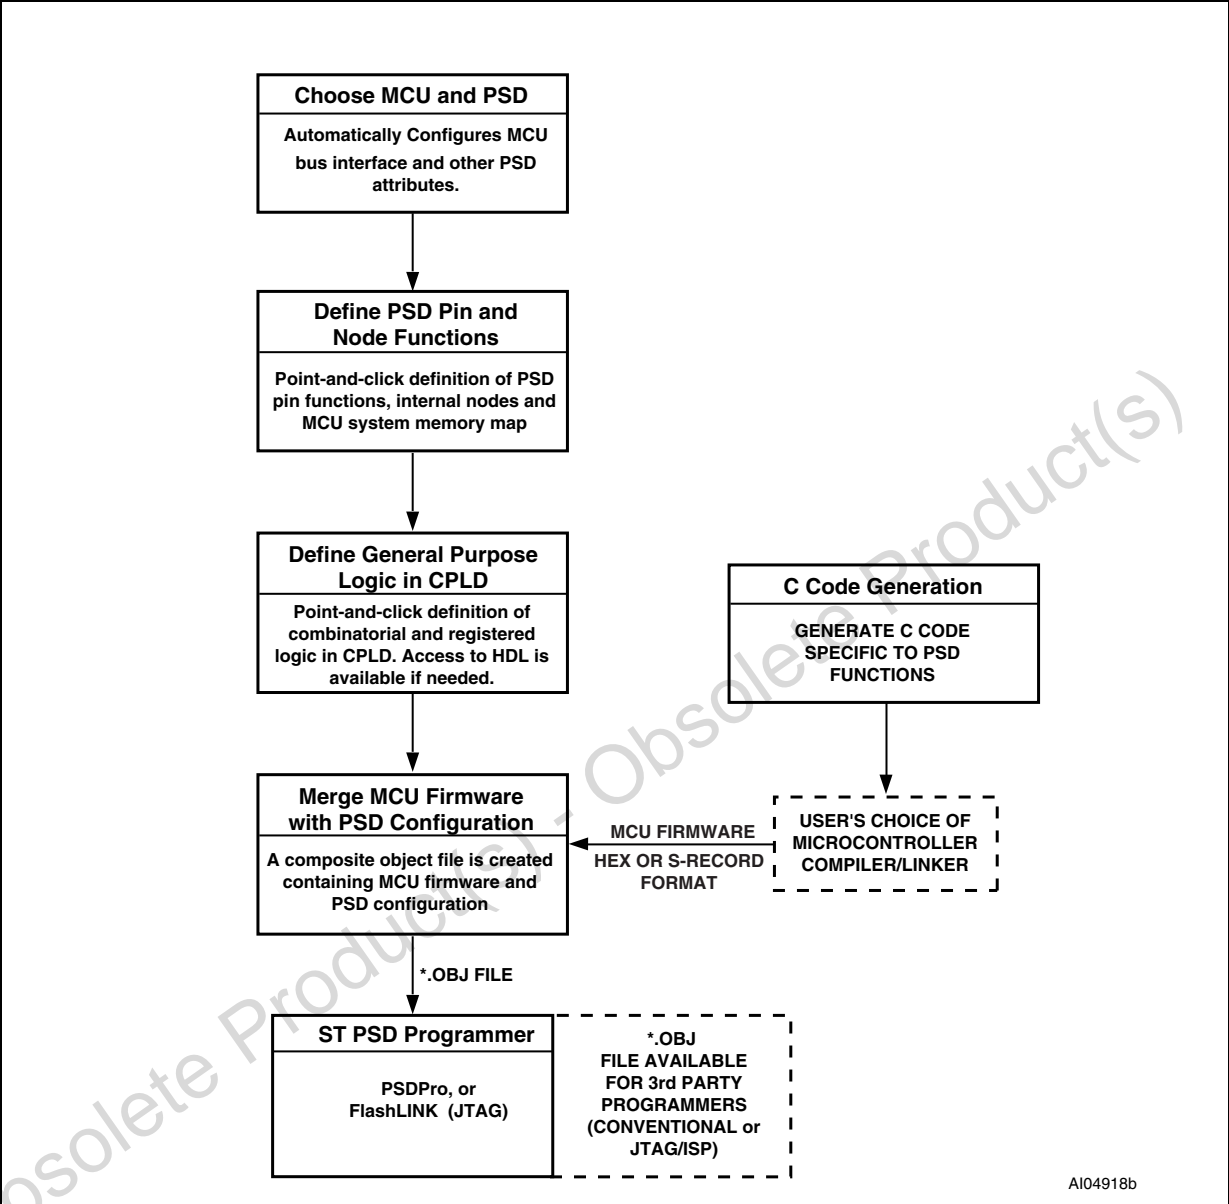 Choose MCU and PSD
Automatically Configures MCU
bus interface and other PSD
attributes.
Define PSD Pin and
Node Functions
Point-and-click definition of PSD
pin functions, internal nodes and
MCU system memory map
Define General Purpose
Logic in CPLD
Point-and-click definition of
combinatorial and registered
logic in CPLD. Access to HDL is
available if needed.
C Code Generation
GENERATE C CODE
SPECIFIC TO PSD
FUNCTIONS
Merge MCU Firmware
with PSD Configuration
A composite object file is created
containing MCU firmware and
PSD configuration
MCU FIRMWARE
HEX OR S-RECORD
FORMAT
USER'S CHOICE OF
MICROCONTROLLER
COMPILER/LINKER
*.OBJ FILE
ST PSD Programmer
PSDPro, or
FlashLINK (JTAG)
*.OBJ
FILE AVAILABLE
FOR 3rd PARTY
PROGRAMMERS
(CONVENTIONAL or
JTAG/ISP)
AI04918b
osolete Product(s) - Obsolete Product(s)